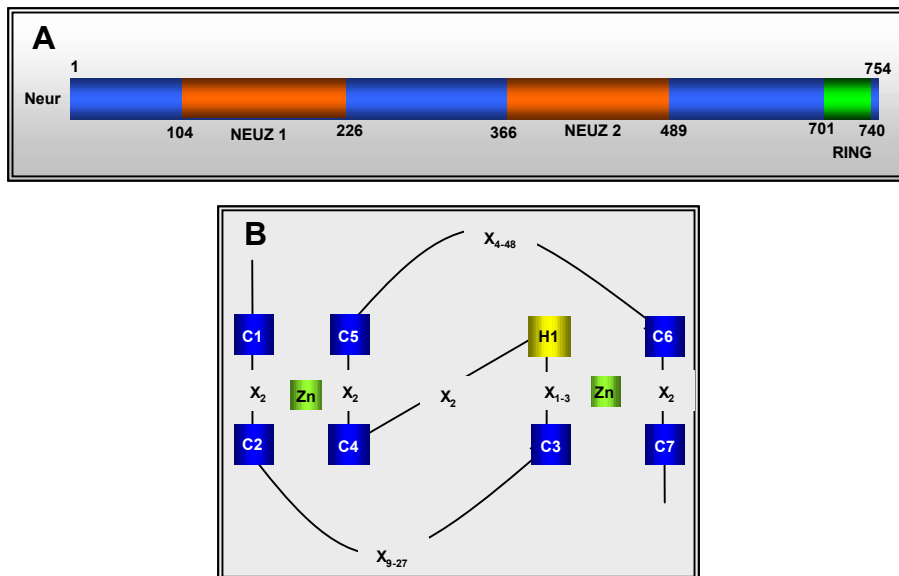 A
1
754
Neur
104 NEUZ 1 226 366 NEUZ 2 489 701 740
RING
B
X4-48
C1 C5 H1 C6
X2 Zn X2 X2 X1-3 Zn X2
C2 C4 C3 C7
X9-27